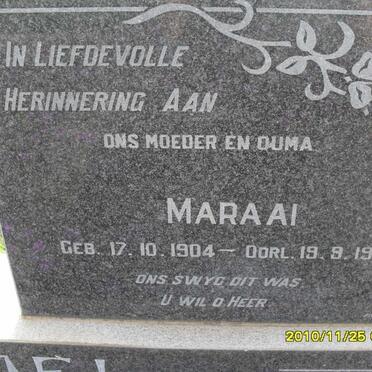 IN LIEFDEVOLLE
HERINNERING AAN
ONS MOEDER EN OUMA
MARAAI
GEB. 17.10.1904 — OORL. 19.9.19
ONS SWYG DIT WAS
U WIL O HEER
2010/11/25